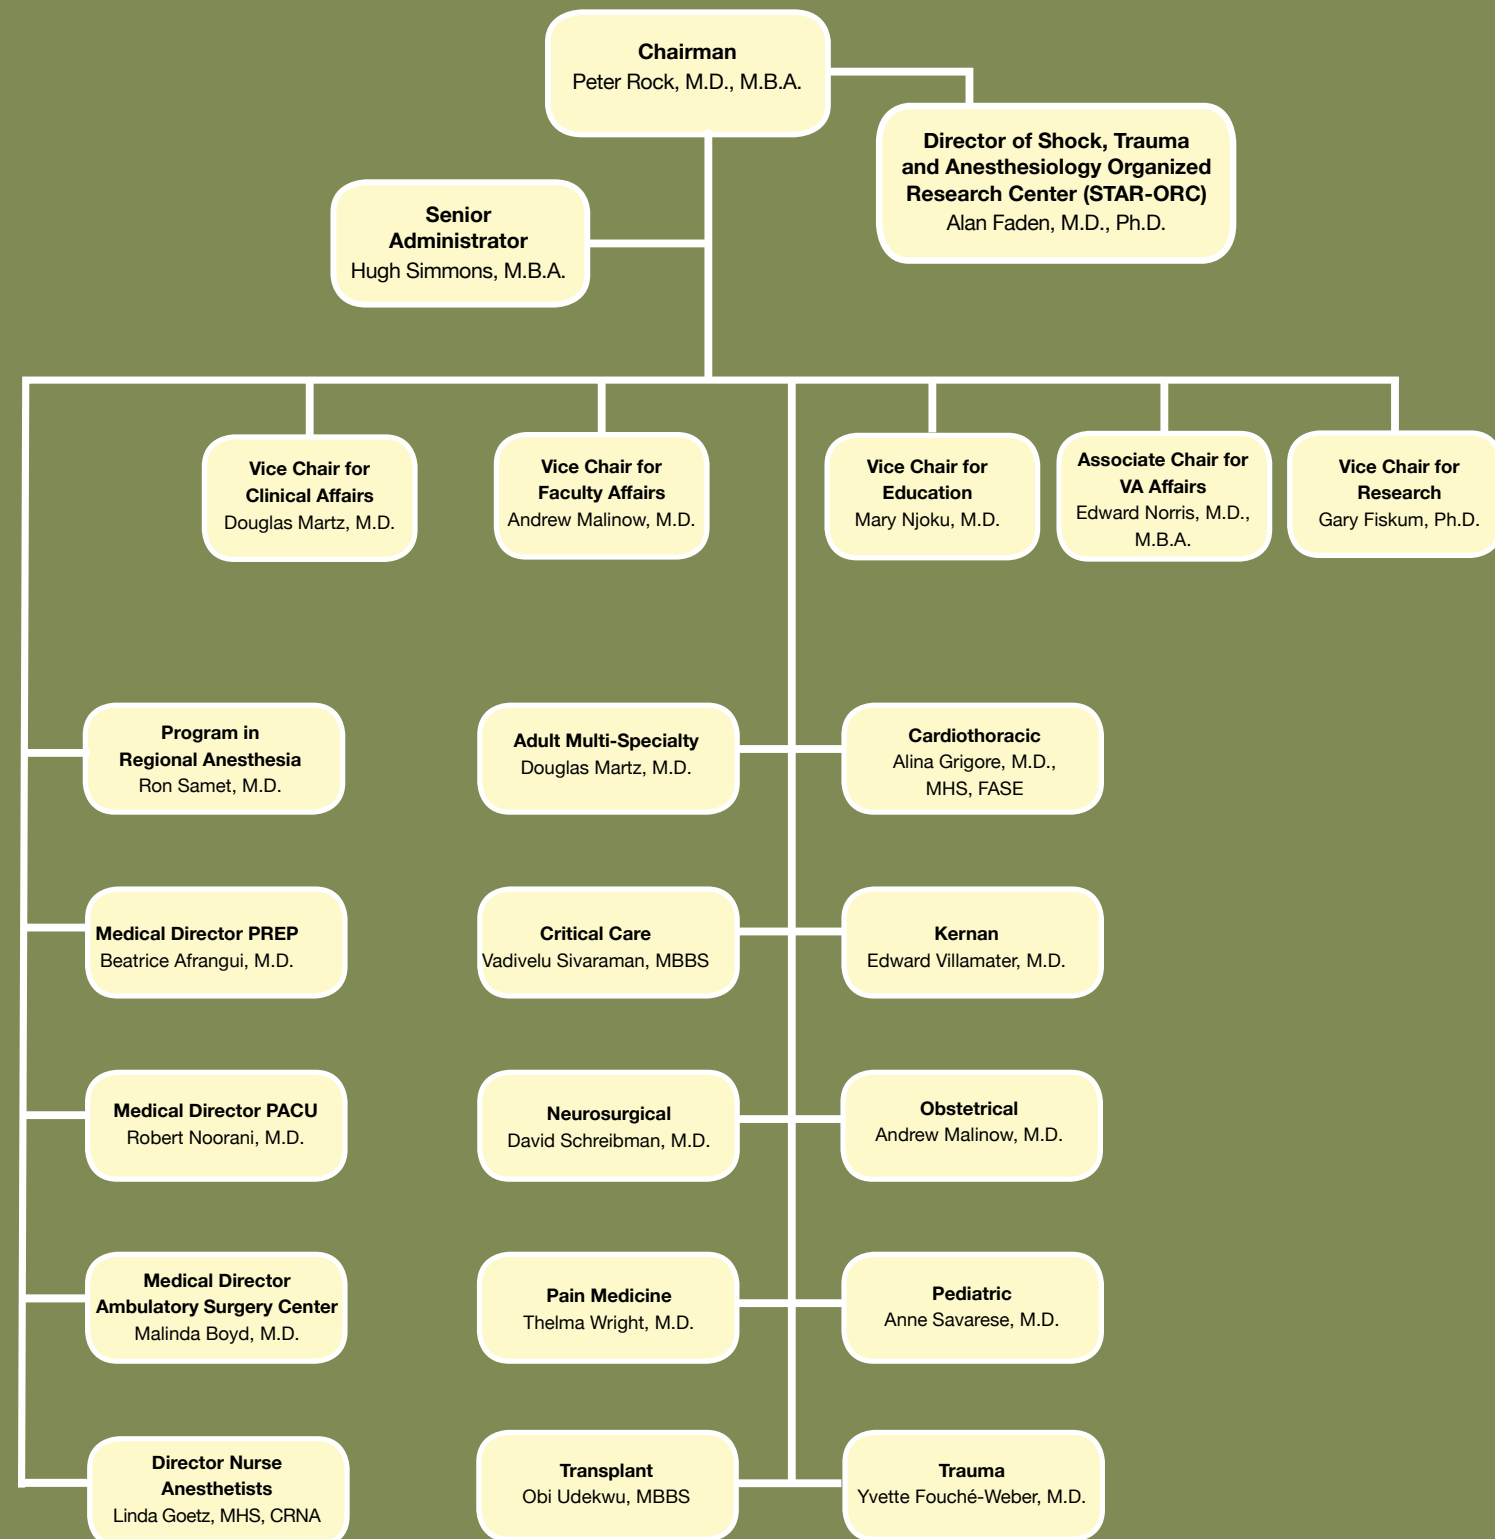 Chairman
Peter Rock, M.D., M.B.A.
Director of Shock, Trauma
and Anesthesiology Organized
Research Center (STAR-ORC)
Alan Faden, M.D., Ph.D.
Senior
Administrator
Hugh Simmons, M.B.A.
Vice Chair for
Clinical Affairs
Douglas Martz, M.D.
Vice Chair for
Faculty Affairs
Andrew Malinow, M.D.
Vice Chair for
Education
Mary Njoku, M.D.
Associate Chair for
VA Affairs
Edward Norris, M.D.,
M.B.A.
Vice Chair for
Research
Gary Fiskum, Ph.D.
Program in
Regional Anesthesia
Ron Samet, M.D.
Adult Multi-Specialty
Douglas Martz, M.D.
Cardiothoracic
Alina Grigore, M.D.,
MHS, FASE
Medical Director PREP
Beatrice Afrangui, M.D.
Critical Care
Vadivelu Sivaraman, MBBS
Kernan
Edward Villamater, M.D.
Medical Director PACU
Robert Noorani, M.D.
Neurosurgical
David Schreibman, M.D.
Obstetrical
Andrew Malinow, M.D.
Medical Director
Ambulatory Surgery Center
Malinda Boyd, M.D.
Pain Medicine
Thelma Wright, M.D.
Pediatric
Anne Savarese, M.D.
Director Nurse
Anesthetists
Linda Goetz, MHS, CRNA
Transplant
Obi Udekwu, MBBS
Trauma
Yvette Fouché-Weber, M.D.